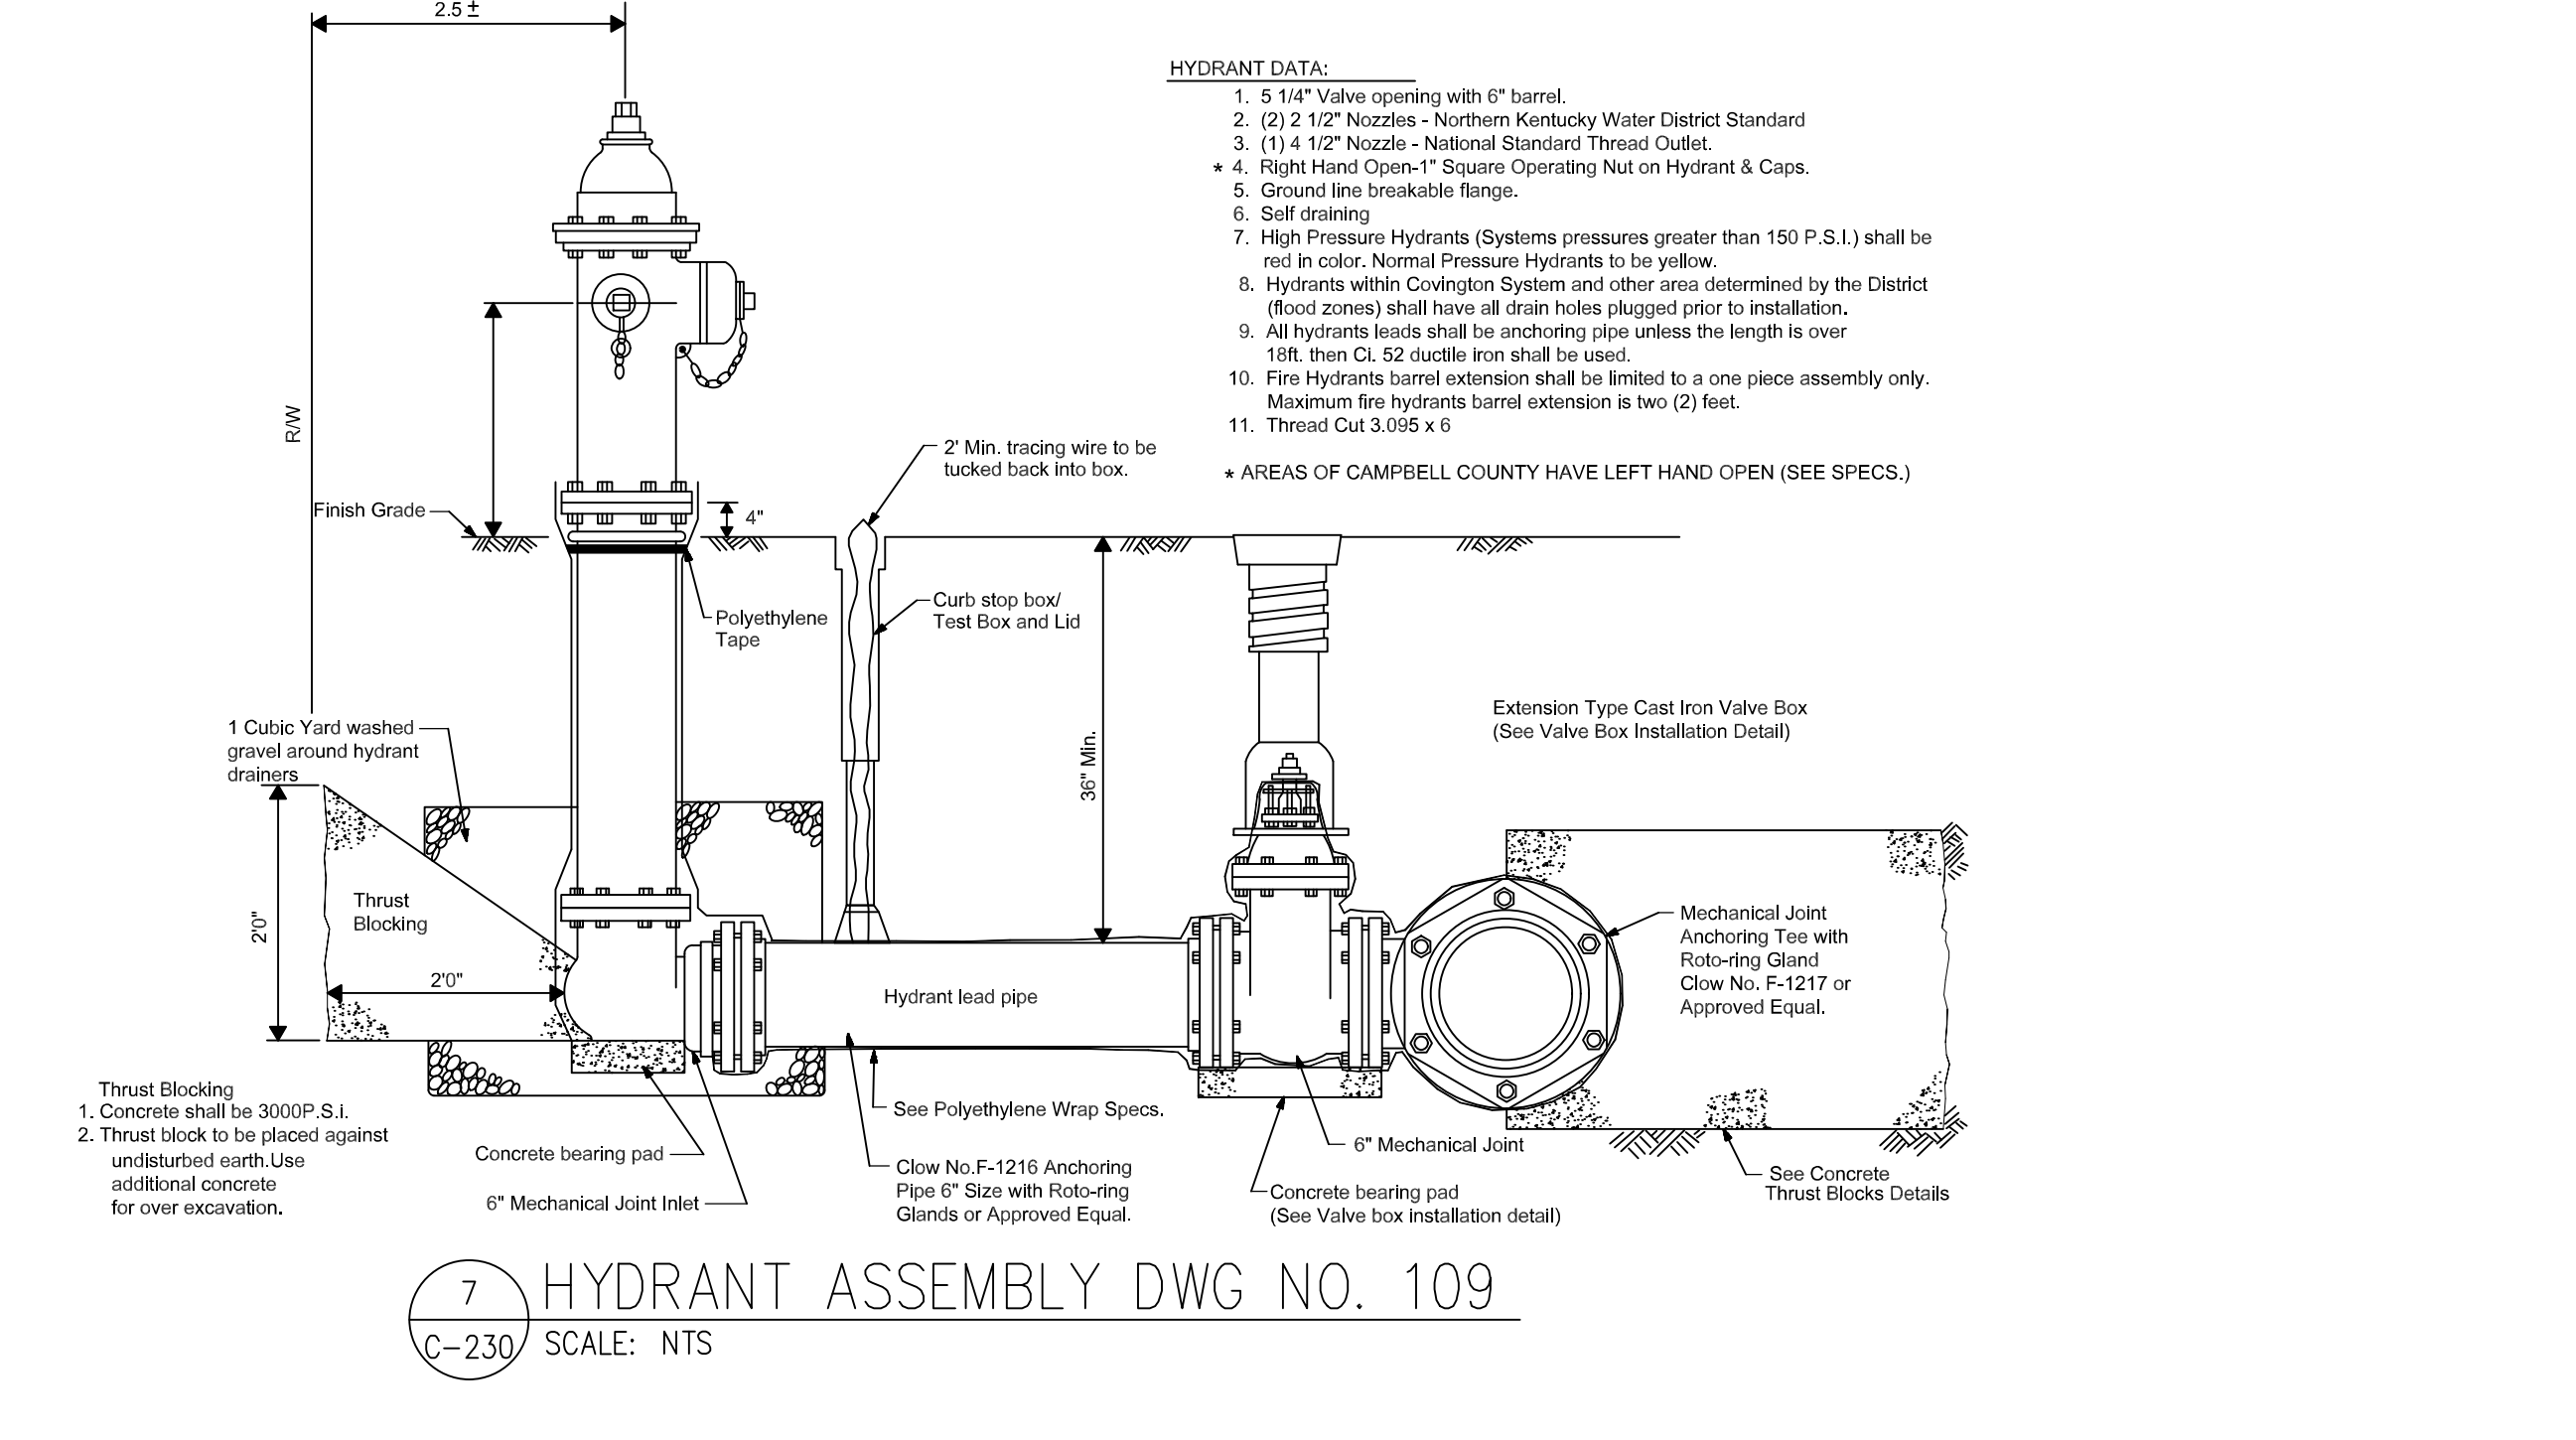 2.5 ±
HYDRANT DATA:
1. 5 1/4" Valve opening with 6" barrel.
2. (2) 2 1/2" Nozzles - Northern Kentucky Water District Standard
3. (1) 4 1/2" Nozzle - National Standard Thread Outlet.
* 4. Right Hand Open-1" Square Operating Nut on Hydrant & Caps.
5. Ground line breakable flange.
6. Self draining
7. High Pressure Hydrants (Systems pressures greater than 150 P.S.I.) shall be
red in color. Normal Pressure Hydrants to be yellow.
8. Hydrants within Covington System and other area determined by the District
(flood zones) shall have all drain holes plugged prior to installation.
9. All hydrants leads shall be anchoring pipe unless the length is over
18ft. then Ci. 52 ductile iron shall be used.
10. Fire Hydrants barrel extension shall be limited to a one piece assembly only.
Maximum fire hydrants barrel extension is two (2) feet.
11. Thread Cut 3.095 x 6
* AREAS OF CAMPBELL COUNTY HAVE LEFT HAND OPEN (SEE SPECS.)
R/W
2' Min. tracing wire to be
tucked back into box.
Finish Grade
4"
Polyethylene
Tape
Curb stop box/
Test Box and Lid
36" Min.
Extension Type Cast Iron Valve Box
(See Valve Box Installation Detail)
1 Cubic Yard washed
gravel around hydrant
drainers
Thrust
Blocking
2'0"
2'0"
Hydrant lead pipe
Mechanical Joint
Anchoring Tee with
Roto-ring Gland
Clow No. F-1217 or
Approved Equal.
Thrust Blocking
1. Concrete shall be 3000P.S.i.
2. Thrust block to be placed against
undisturbed earth.Use
additional concrete
for over excavation.
Concrete bearing pad
6" Mechanical Joint Inlet
See Polyethylene Wrap Specs.
Clow No.F-1216 Anchoring
Pipe 6" Size with Roto-ring
Glands or Approved Equal.
6" Mechanical Joint
Concrete bearing pad
(See Valve box installation detail)
See Concrete
Thrust Blocks Details
7
C-230
HYDRANT ASSEMBLY DWG NO. 109
SCALE: NTS